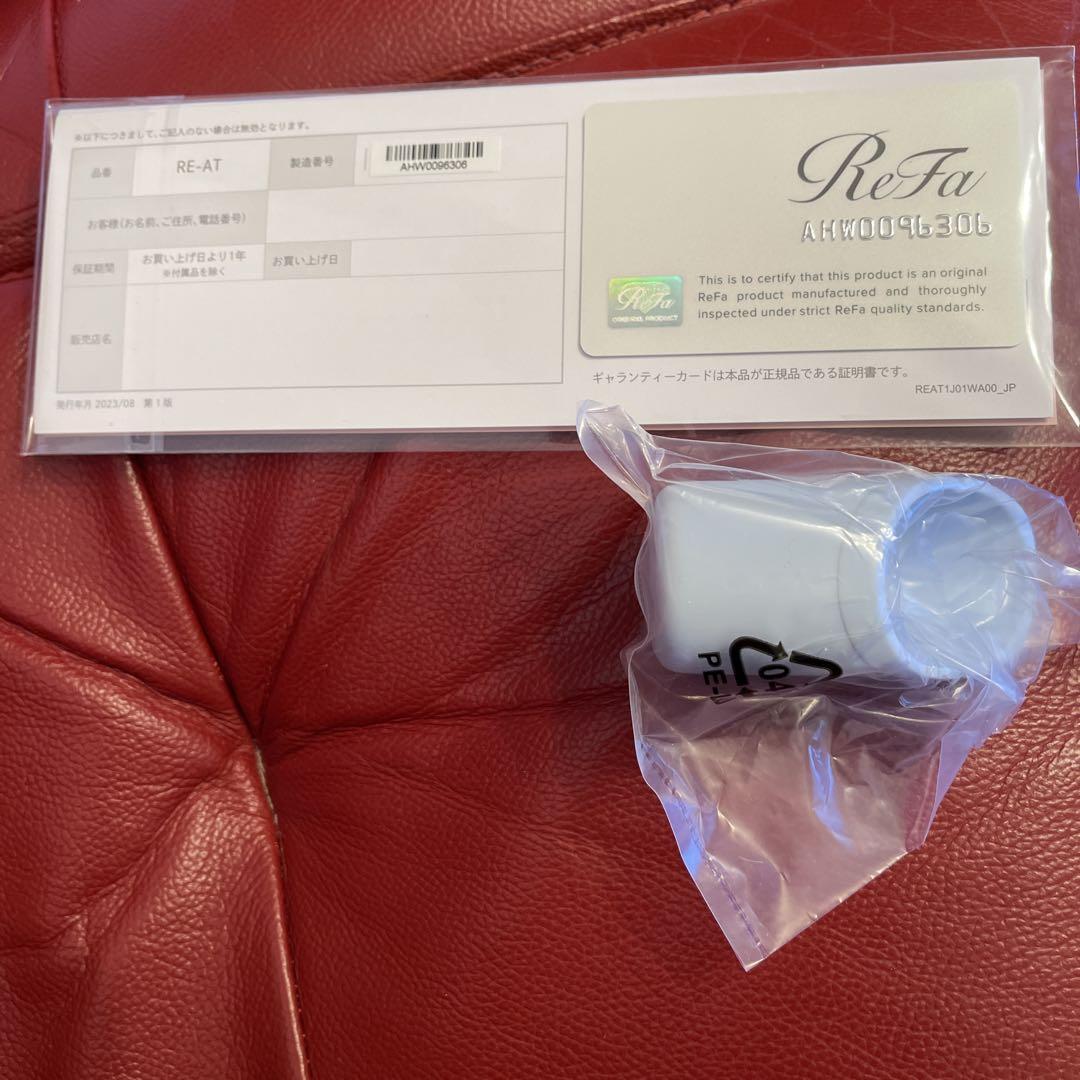 ※以下につきまして、ご記入のない場合は無効となります。
品番
RE-AT
製造番号
AHW0096306
お客様(お名前、ご住所、電話番号)
保証期間
お買い上げ日より1年
※付属品を除く
お買い上げ日
販売店名
発行年月 2023/08 第1版
ReFa
AHW0096306
ReFa
This is to certify that this product is an original
ReFa product manufactured and thoroughly
inspected under strict ReFa quality standards.
ギャランティーカードは本品が正規品である証明書です。
REAT1J01WA00_JP
04